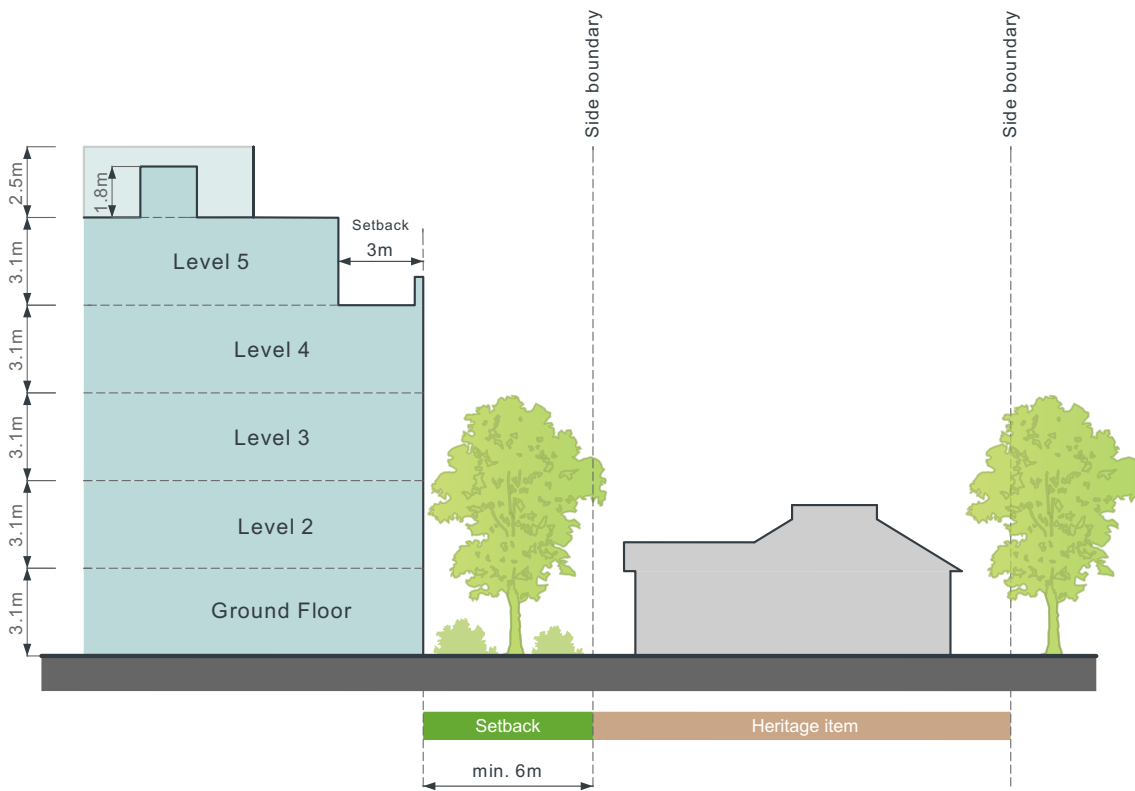 Side boundary
Side boundary
2.5m
1.8m
Setback
3m
3.1m
Level 5
3.1m
Level 4
3.1m
Level 3
3.1m
Level 2
3.1m
Ground Floor
Setback
Heritage item
min. 6m